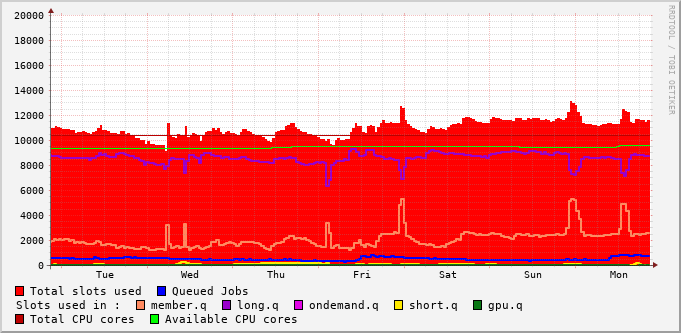 RRDTOOL / TOBI OETIKER
20000
18000
16000
14000
12000
10000
8000
6000
4000
2000
0
Tue Wed Thu Fri Sat Sun Mon
Total slots used Queued Jobs
Slots used in : member.q long.q ondemand.q short.q gpu.q
Total CPU cores Available CPU cores